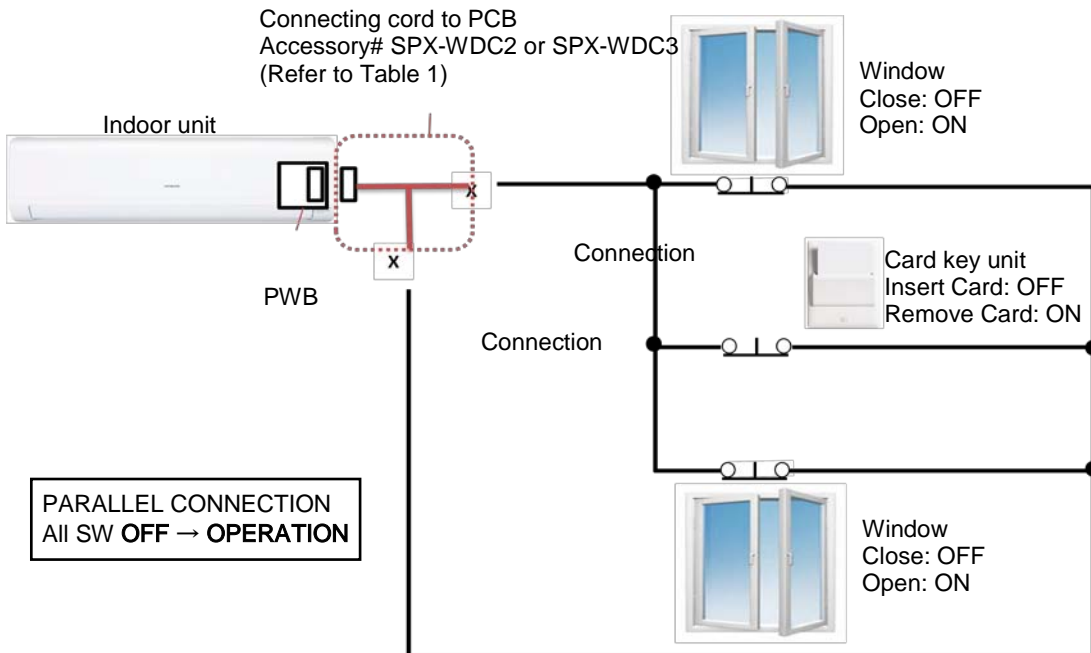 Connecting cord to PCB
Accessory# SPX-WDC2 or SPX-WDC3
(Refer to Table 1)
Indoor unit
Window
Close: OFF
Open: ON
X
X
Connection
Card key unit
Insert Card: OFF
Remove Card: ON
PWB
Connection
PARALLEL CONNECTION
All SW OFF → OPERATION
Window
Close: OFF
Open: ON